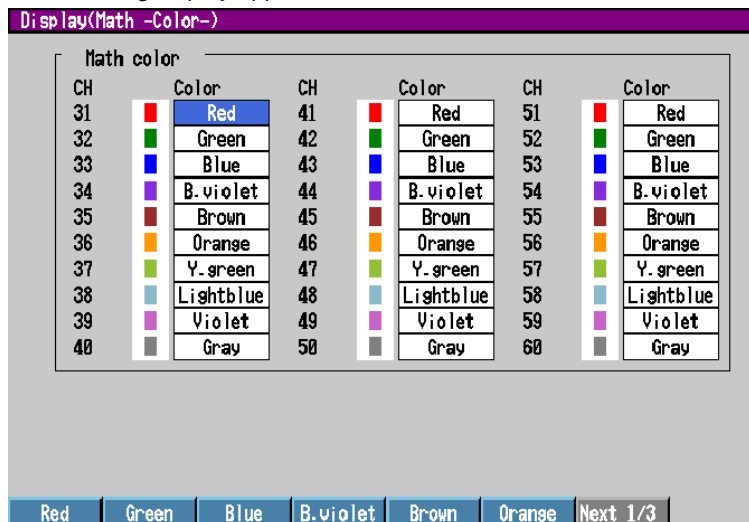 Display(Math -Color-)
Math color
CH Color CH Color CH Color
31 Red 41 Red 51 Red
32 Green 42 Green 52 Green
33 Blue 43 Blue 53 Blue
34 B.violet 44 B.violet 54 B.violet
35 Brown 45 Brown 55 Brown
36 Orange 46 Orange 56 Orange
37 Y.green 47 Y.green 57 Y.green
38 Lightblue 48 Lightblue 58 Lightblue
39 Violet 49 Violet 59 Violet
40 Gray 50 Gray 60 Gray
Red Green Blue B.violet Brown Orange Next 1/3